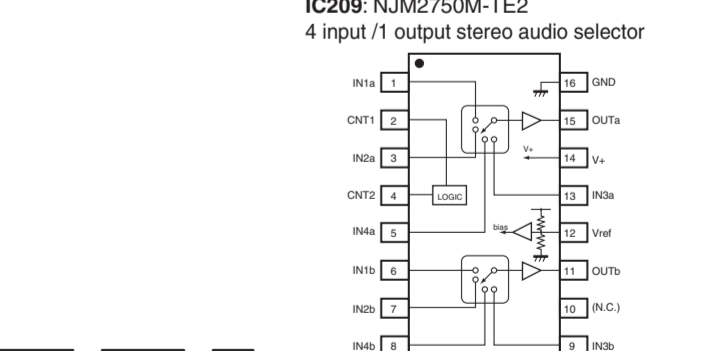 IC209: NJM2750M-TE2
4 input /1 output stereo audio selector
IN1a 1 16 GND
CNT1 2 15 OUTa
IN2a 3 V+ 14 V+
CNT2 4 LOGIC 13 IN3a
IN4a 5 bias 12 Vref
IN1b 6 11 OUTb
IN2b 7 10 (N.C.)
IN4b 8 9 IN3b